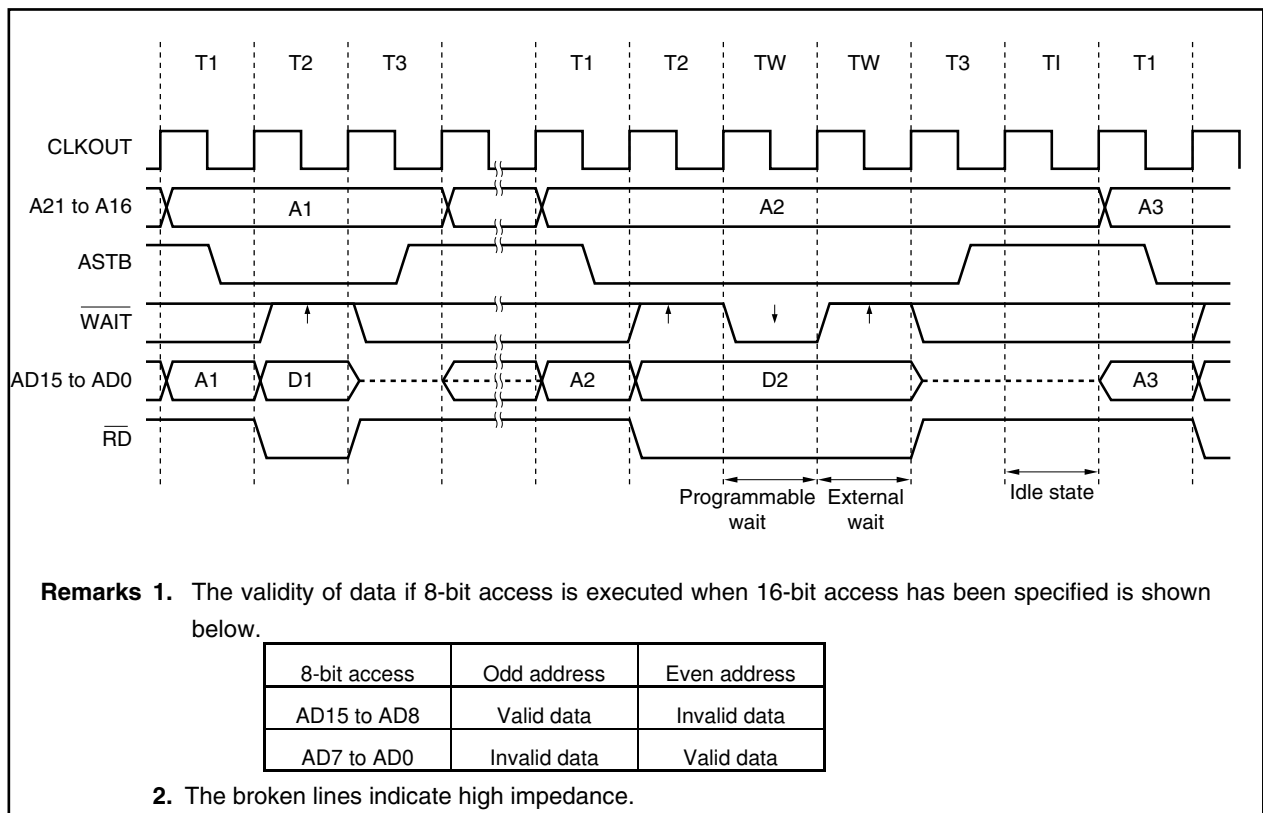 T1 T2 T3 T1 T2 TW TW T3 TI T1
CLKOUT
A21 to A16 A1 A2 A3
ASTB
WAIT
AD15 to AD0 A1 D1 A2 D2 A3
RD
Programmable wait External wait Idle state
Remarks 1. The validity of data if 8-bit access is executed when 16-bit access has been specified is shown
below.
8-bit access Odd address Even address
AD15 to AD8 Valid data Invalid data
AD7 to AD0 Invalid data Valid data
2. The broken lines indicate high impedance.